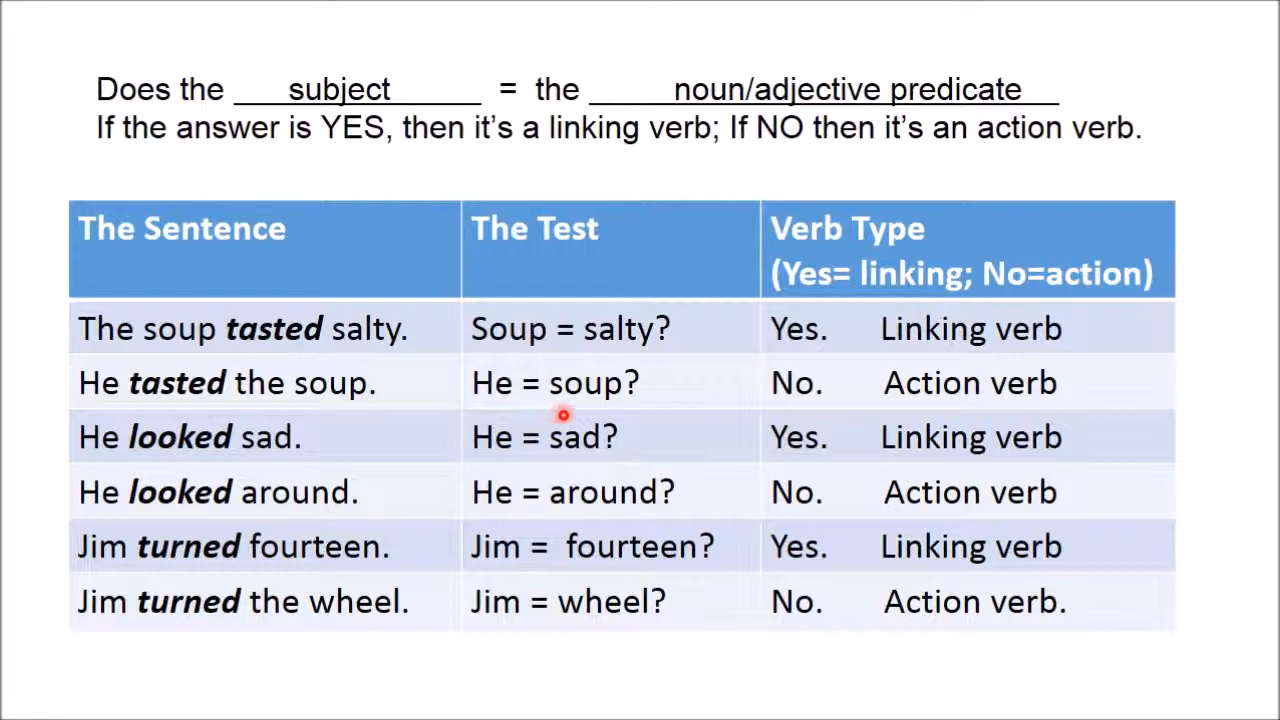 Does the ___subject_____ = the _____noun/adjective predicate__
If the answer is YES, then it's a linking verb; If NO then it's an action verb.
The Sentence The Test Verb Type
(Yes= linking; No=action)
The soup tasted salty. Soup = salty? Yes. Linking verb
He tasted the soup. He = soup? No. Action verb
He looked sad. He = sad? Yes. Linking verb
He looked around. He = around? No. Action verb
Jim turned fourteen. Jim = fourteen? Yes. Linking verb
Jim turned the wheel. Jim = wheel? No. Action verb.